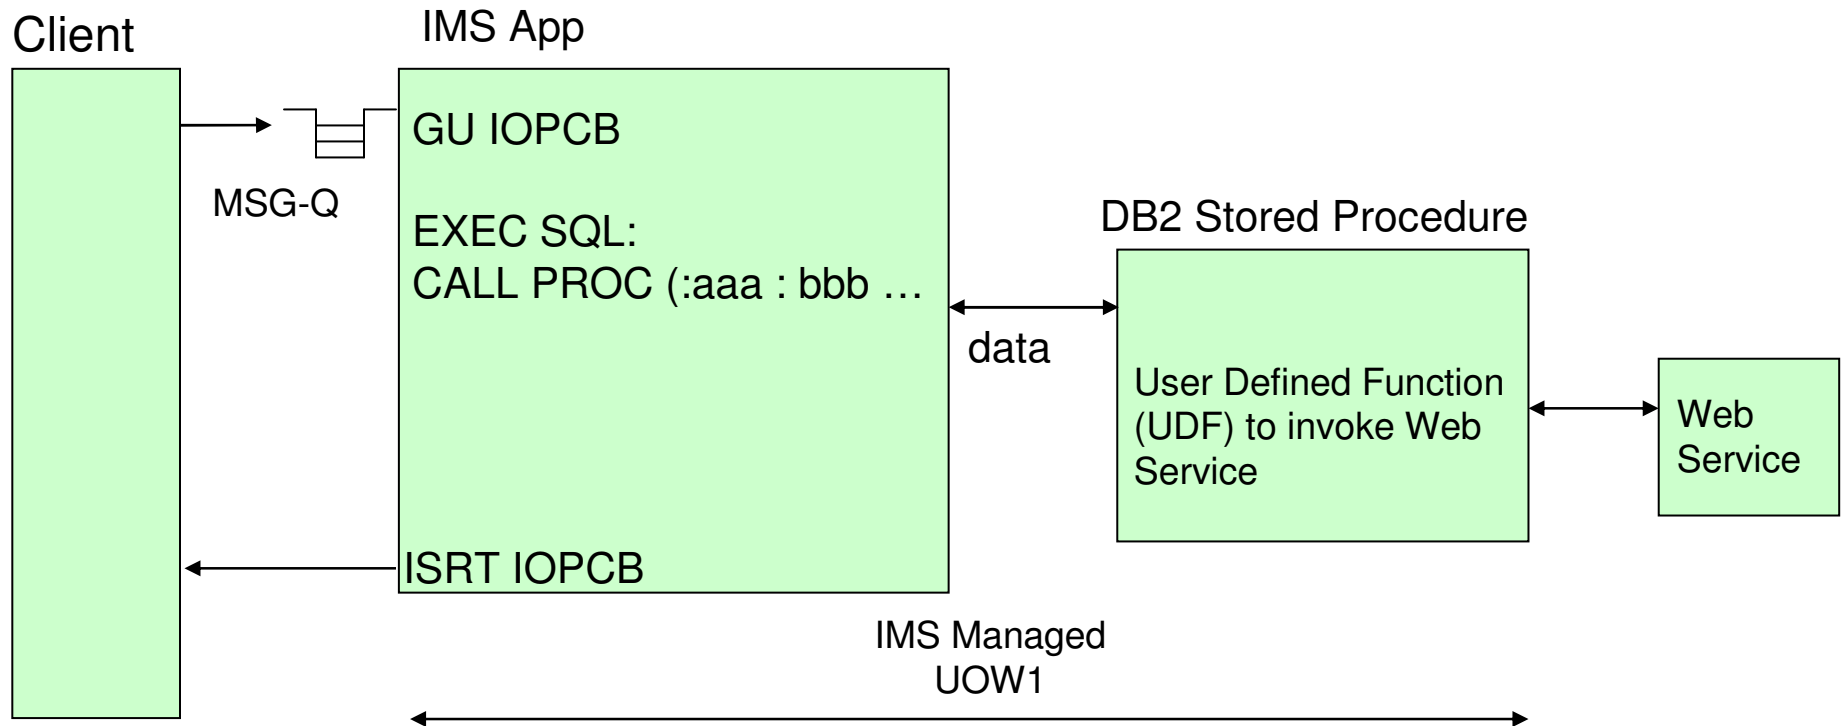 Client
IMS App
GU IOPCB
MSG-Q
EXEC SQL:
CALL PROC (:aaa : bbb …
DB2 Stored Procedure
data
User Defined Function
(UDF) to invoke Web
Service
Web
Service
ISRT IOPCB
IMS Managed
UOW1